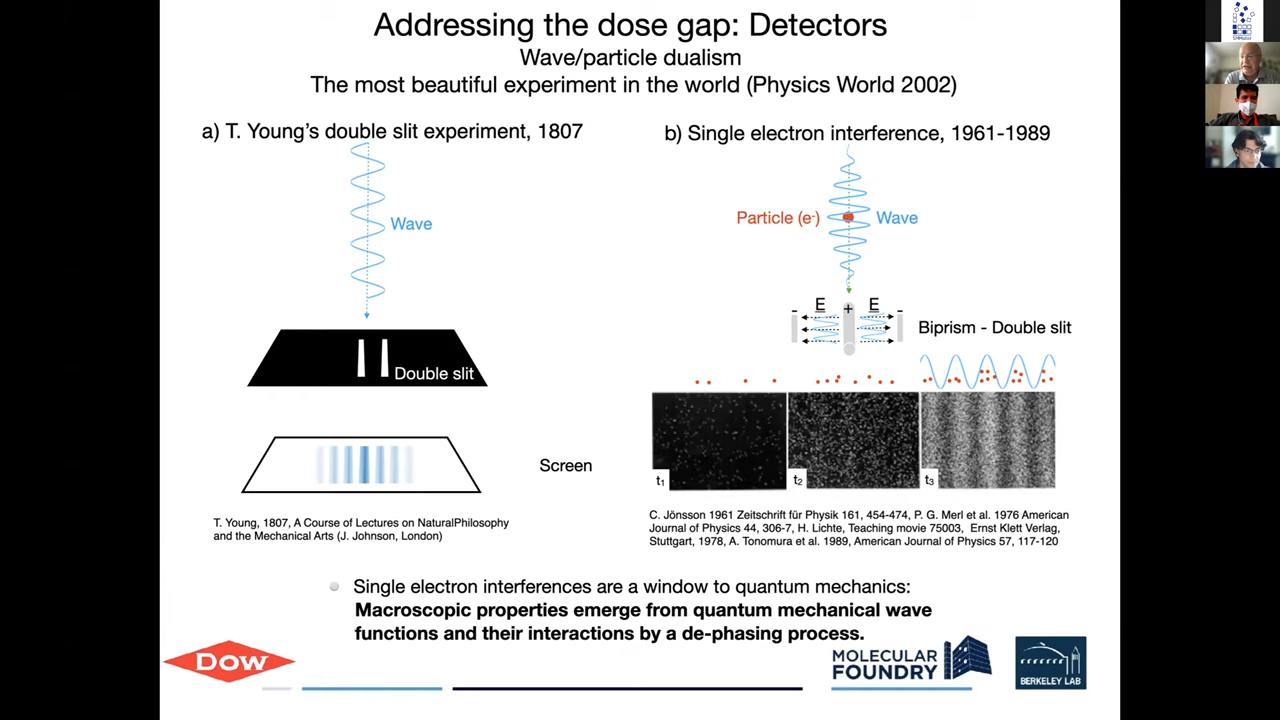 Addressing the dose gap: Detectors
Wave/particle dualism
The most beautiful experiment in the world (Physics World 2002)
a) T. Young's double slit experiment, 1807
Wave
Double slit
Screen
T. Young, 1807, A Course of Lectures on NaturalPhilosophy
and the Mechanical Arts (J. Johnson, London)
b) Single electron interference, 1961-1989
Particle (e-)
Wave
- E + E -
Biprism - Double slit
t1
t2
t3
C. Jönsson 1961 Zeitschrift für Physik 161, 454-474, P. G. Merl et al. 1976 American
Journal of Physics 44, 306-7, H. Lichte, Teaching movie 75003, Ernst Klett Verlag,
Stuttgart, 1978, A. Tonomura et al. 1989, American Journal of Physics 57, 117-120
Single electron interferences are a window to quantum mechanics:
Macroscopic properties emerge from quantum mechanical wave
functions and their interactions by a de-phasing process.
DOW
MOLECULAR
FOUNDRY
BERKELEY LAB